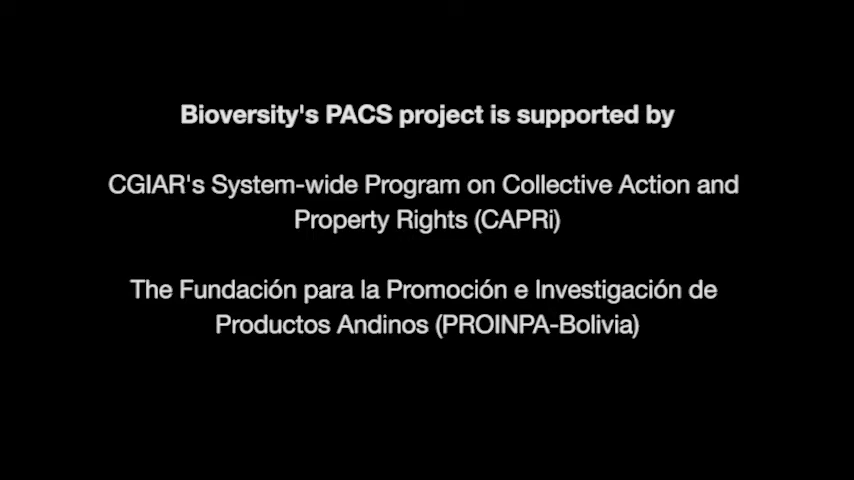 Bioversity's PACS project is supported by
CGIAR's System-wide Program on Collective Action and
Property Rights (CAPRi)
The Fundación para la Promoción e Investigación de
Productos Andinos (PROINPA-Bolivia)